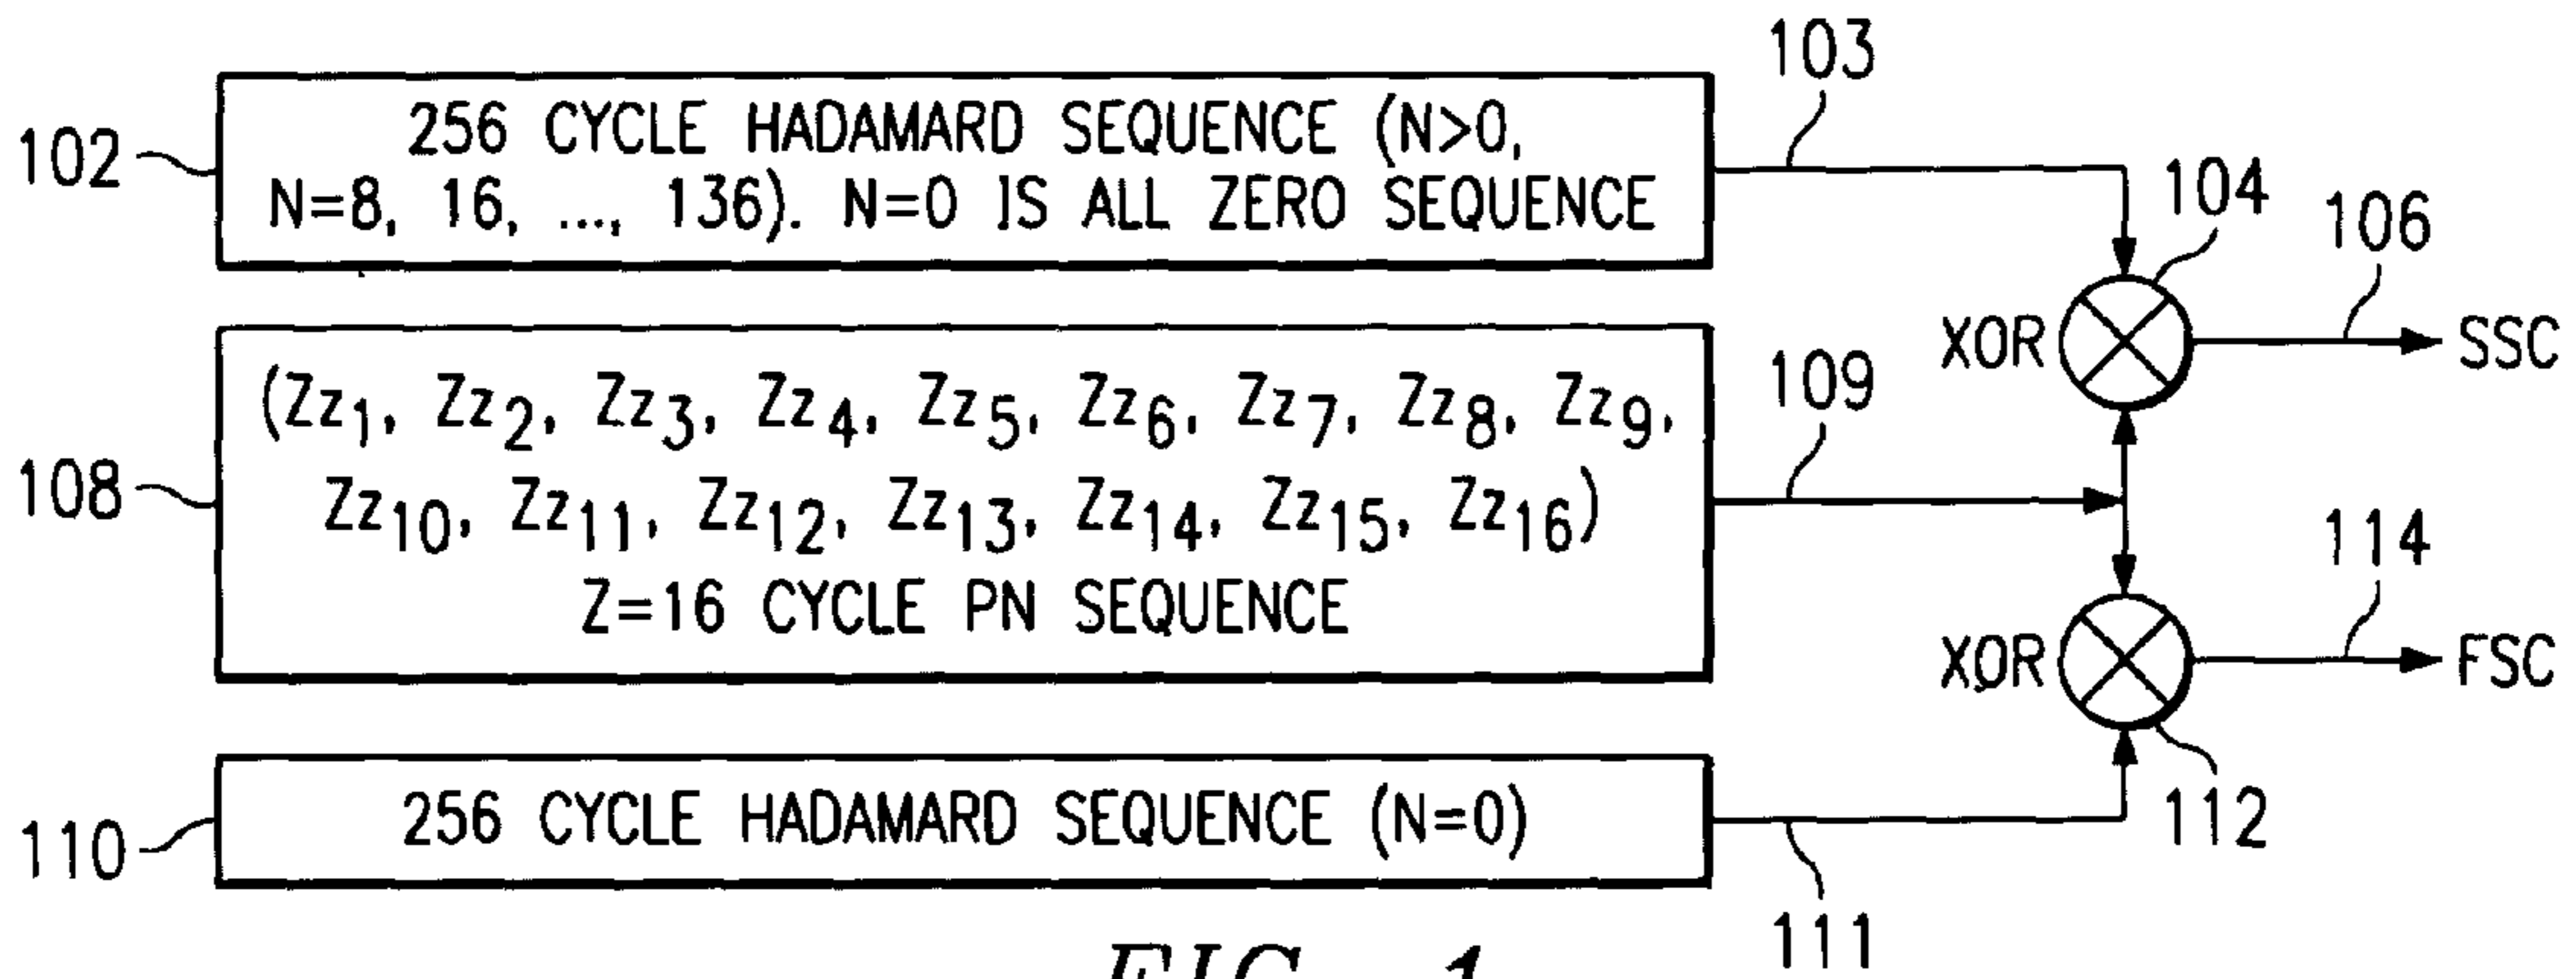 103
102
256 CYCLE HADAMARD SEQUENCE (N>0,
N=8, 16, ..., 136). N=0 IS ALL ZERO SEQUENCE
104
106
XOR
SSC
108
(Zz1, Zz2, Zz3, Zz4, Zz5, Zz6, Zz7, Zz8, Zz9,
Zz10, Zz11, Zz12, Zz13, Zz14, Zz15, Zz16)
Z=16 CYCLE PN SEQUENCE
109
114
XOR
FSC
110
256 CYCLE HADAMARD SEQUENCE (N=0)
112
111
FIG. 1